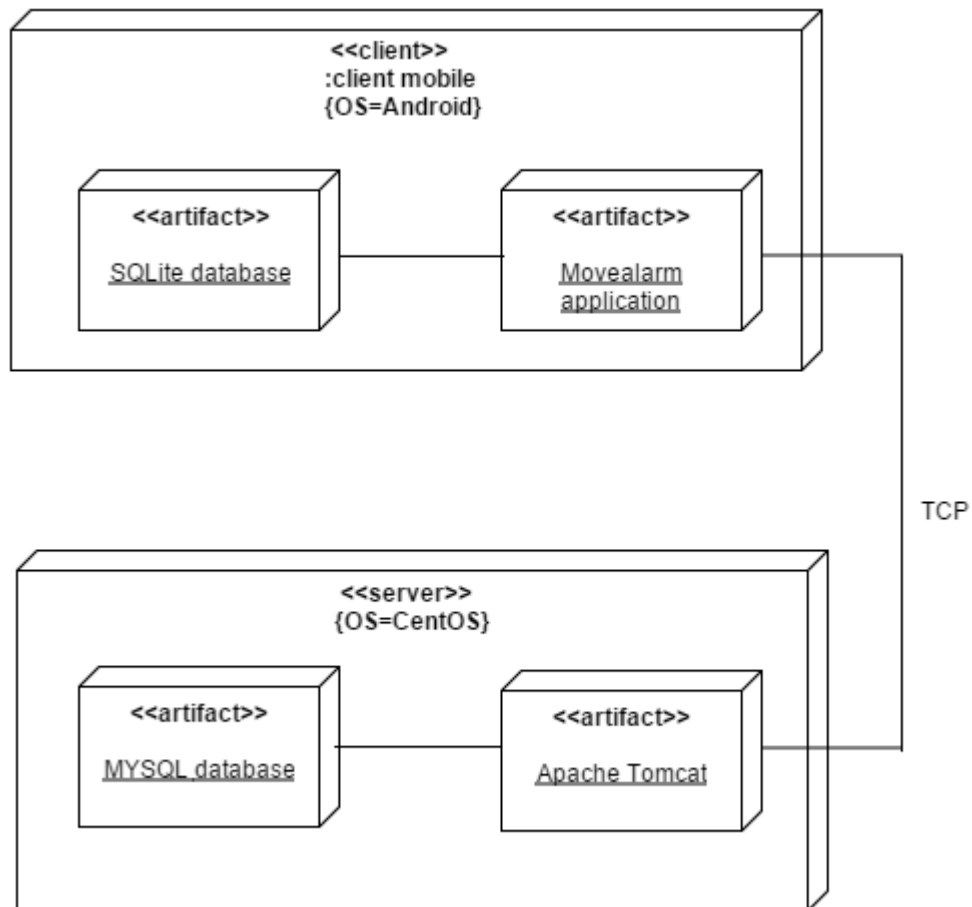 <<client>>
:client mobile
{OS=Android}
<<artifact>>
SQLite database
<<artifact>>
Movealarm
application
TCP
<<server>>
{OS=CentOS}
<<artifact>>
MYSQL database
<<artifact>>
Apache Tomcat